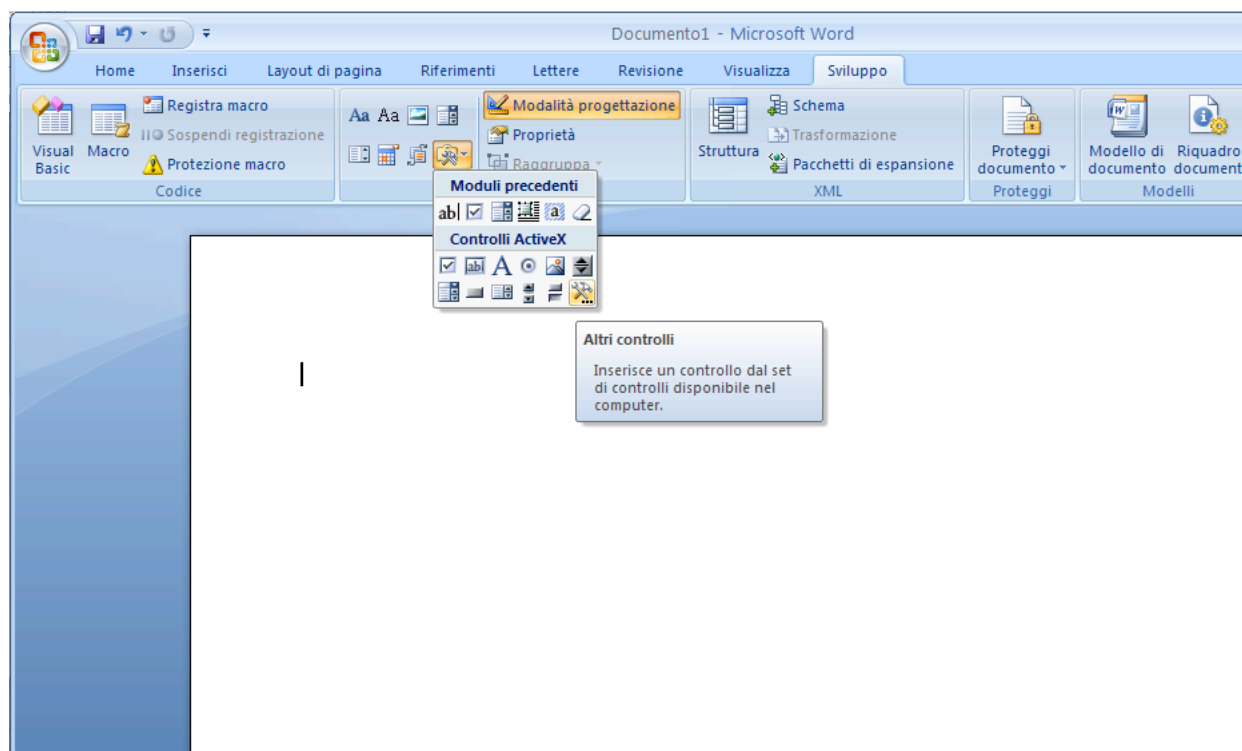 Documento1 - Microsoft Word
Home Inserisci Layout di pagina Riferimenti Lettere Revisione Visualizza Sviluppo
Visual Basic
Macro
Registra macro
Sospendi registrazione
Protezione macro
Codice
Aa Aa
Modalità progettazione
Proprietà
Raggruppa
Struttura
Schema
Trasformazione
Pacchetti di espansione
XML
Proteggi
documento
Proteggi
Modello di
documento
Riquadro
document
Modelli
Moduli precedenti
ab|
a
Controlli ActiveX
abl
A
Altri controlli
Inserisce un controllo dal set
di controlli disponibile nel
computer.